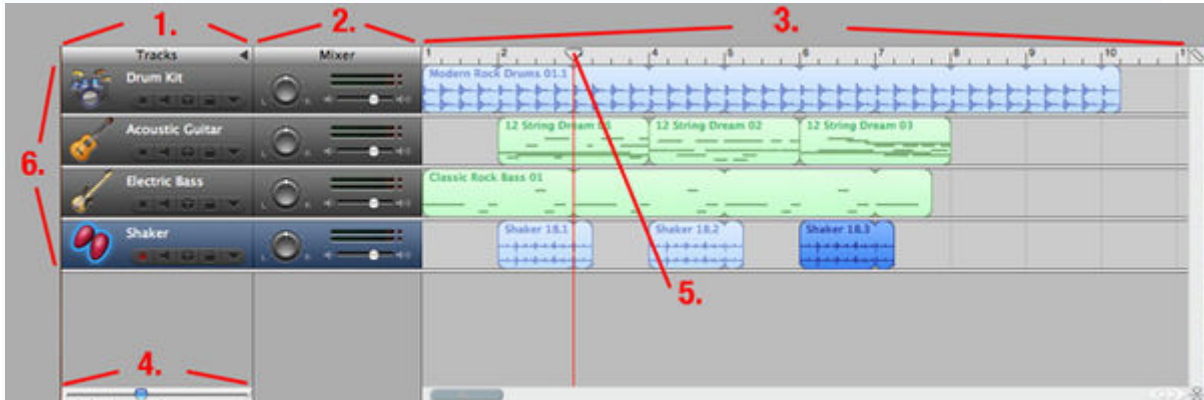 1. 2. 3.
Tracks Mixer 1 2 4 5 6 7 8 9 10 1
Drum Kit Modern Rock Drums 01.1
L R
6.
Acoustic Guitar 12 String Dream 01 12 String Dream 02 12 String Dream 03
L R
Electric Bass Classic Rock Bass 01
L R
Shaker Shaker 18.1 Shaker 18.2 Shaker 18.3
L R
5.
4.